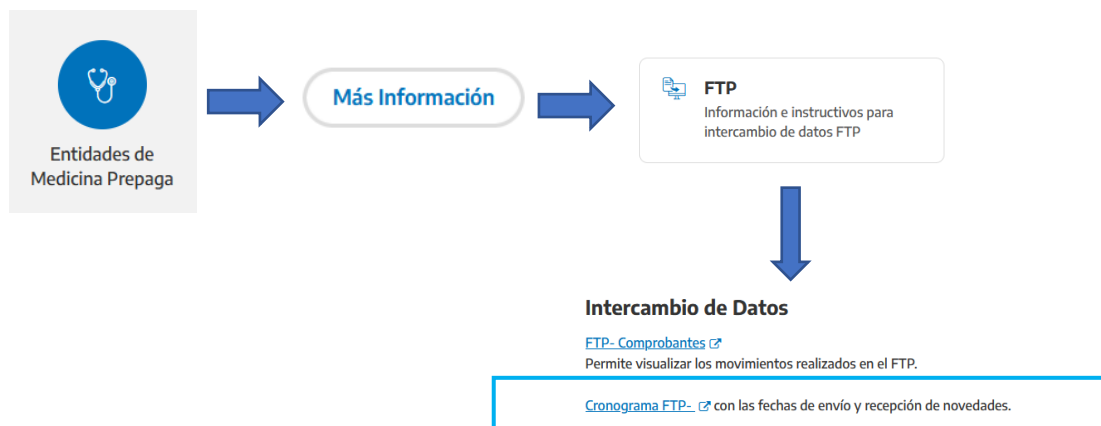 Entidades de
Medicina Prepaga
Más Información
FTP
Información e instructivos para
intercambio de datos FTP
Intercambio de Datos
FTP- Comprobantes
Permite visualizar los movimientos realizados en el FTP.
Cronograma FTP- con las fechas de envío y recepción de novedades.